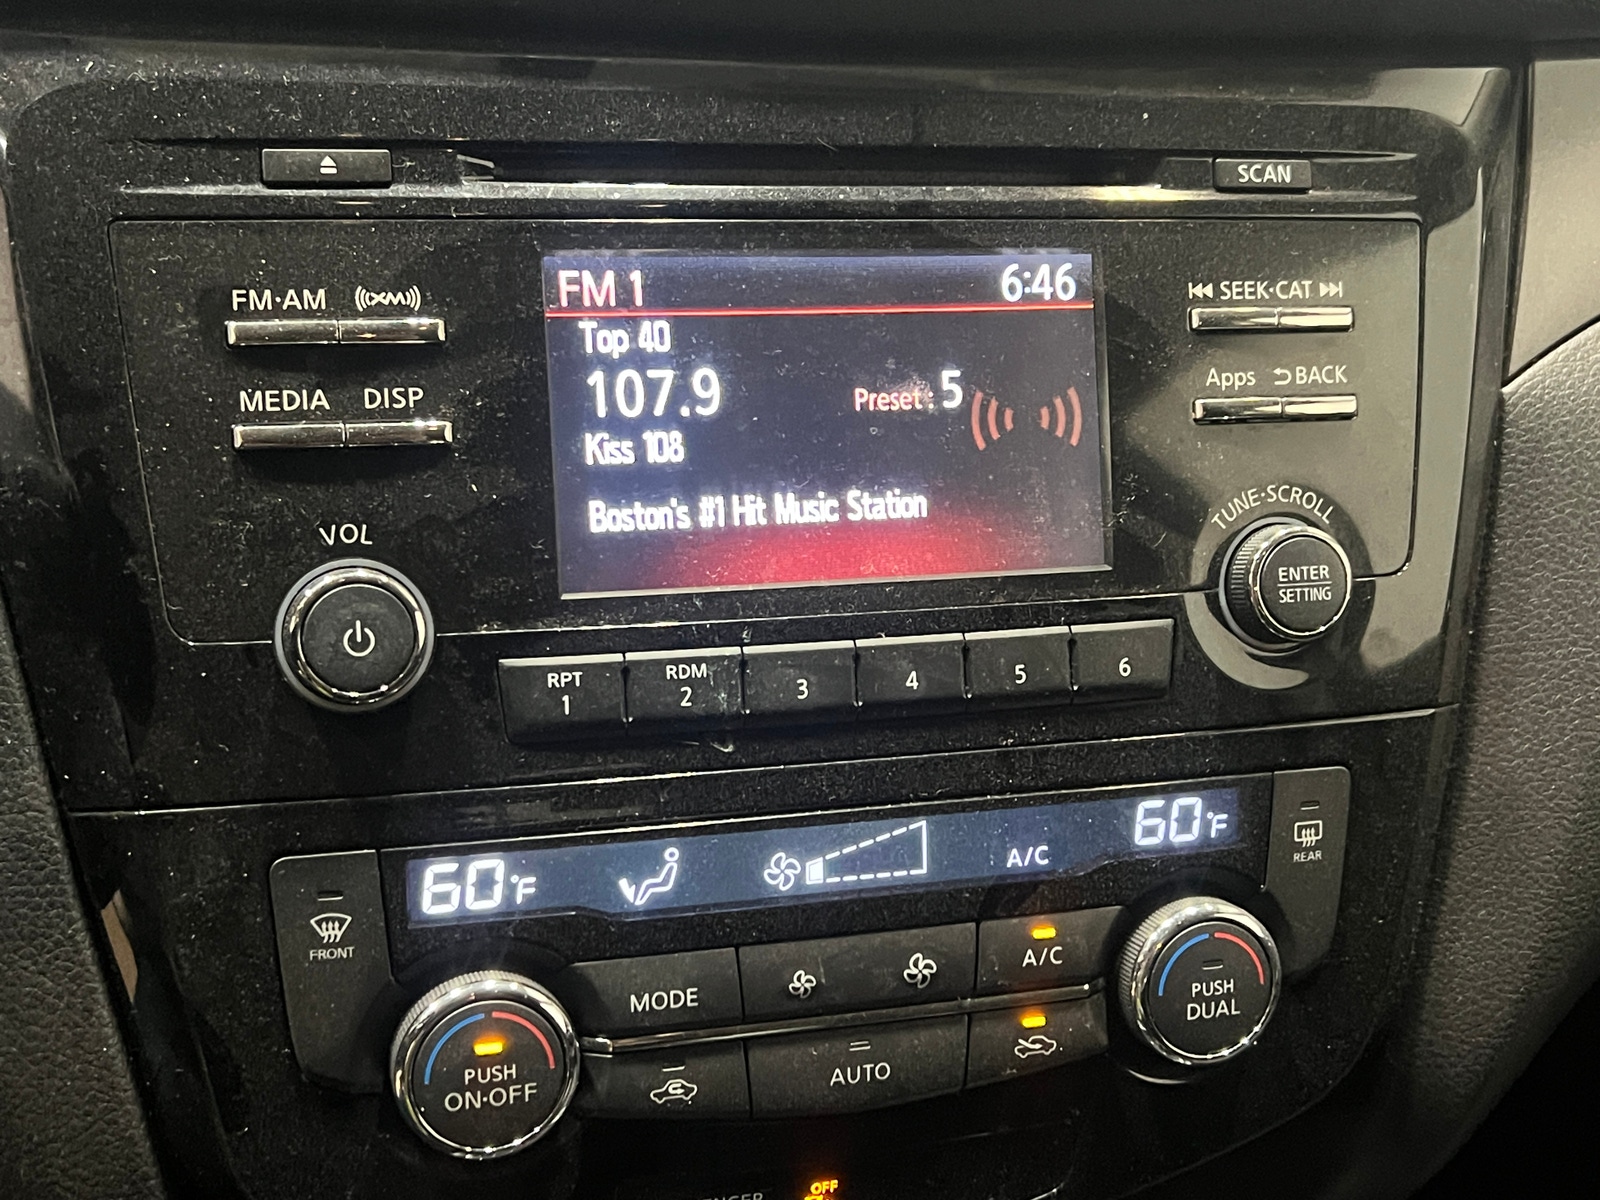 SCAN
FM·AM XM
MEDIA DISP
VOL
FM 1 6:46
Top 40
107.9 Preset: 5
Kiss 108
Boston's #1 Hit Music Station
SEEK·CAT
Apps BACK
TUNE·SCROLL
ENTER
SETTING
RPT
1
RDM
2
3
4
5
6
60°F A/C 60°F
FRONT
REAR
MODE
A/C
PUSH
DUAL
PUSH
ON·OFF
AUTO
OFF